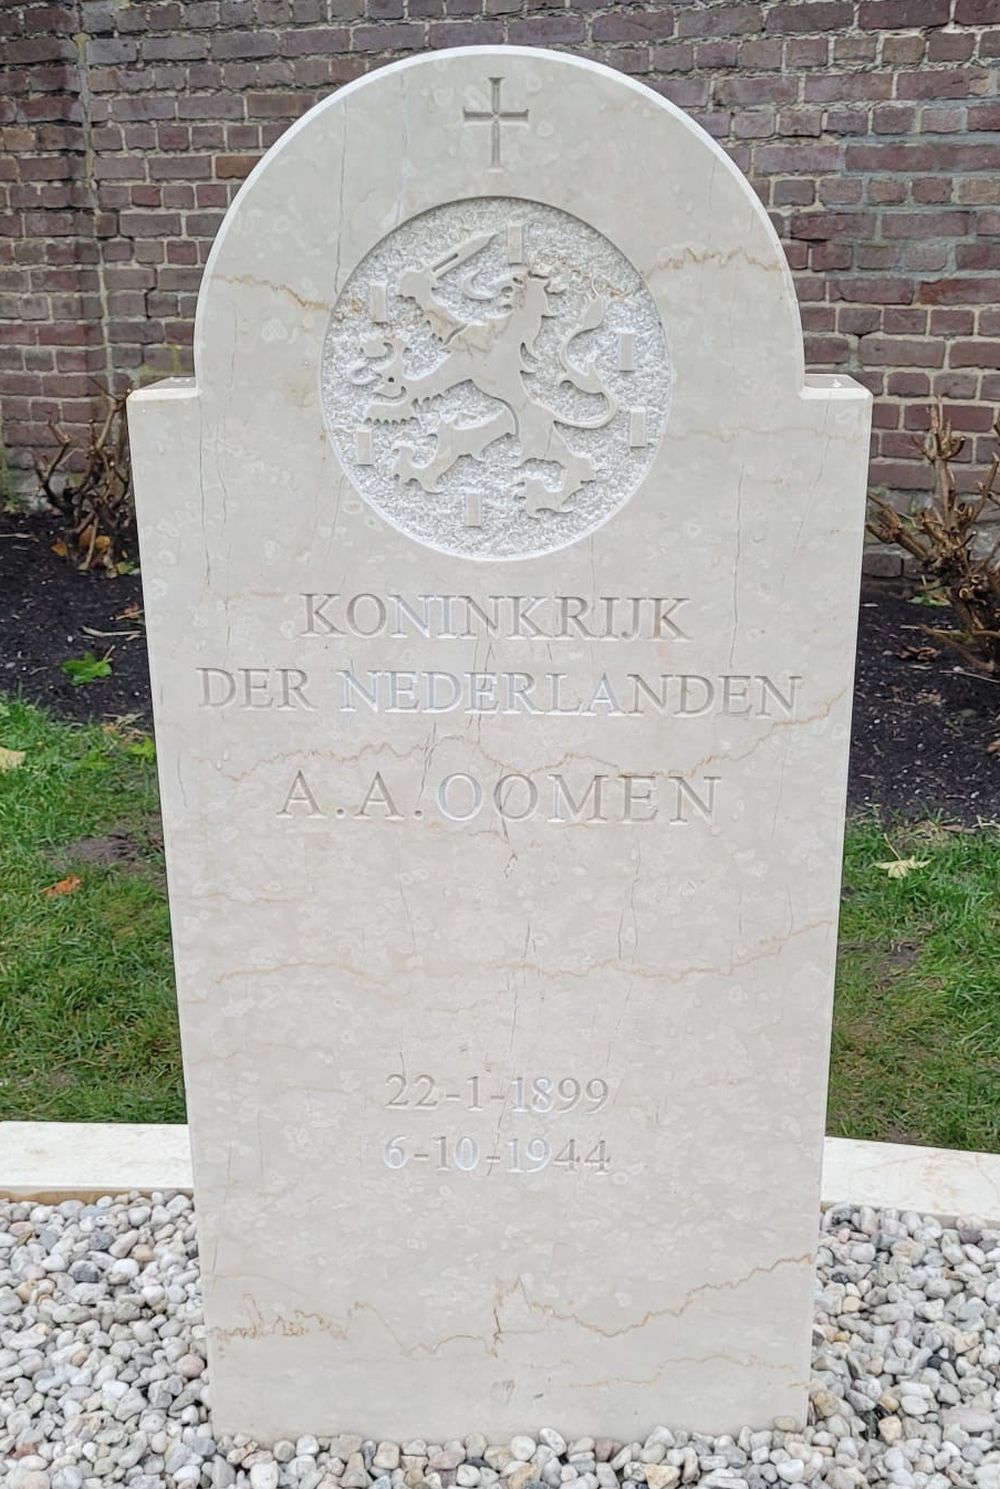 KONINKRIJK
DER NEDERLANDEN
A.A.OOMEN
22-1-1899
6-10-1944